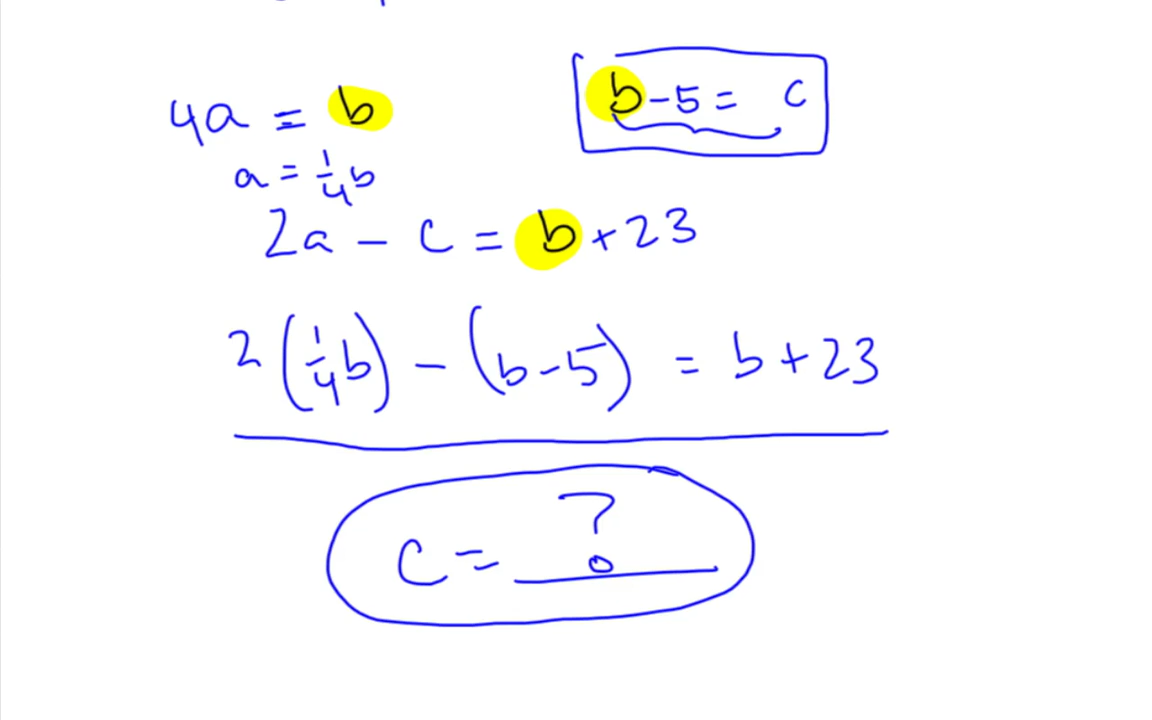 4a = b
b-5 = c
a = 1/4 b
2a - c = b+23
2(1/4 b) - (b-5) = b+23
c = ?